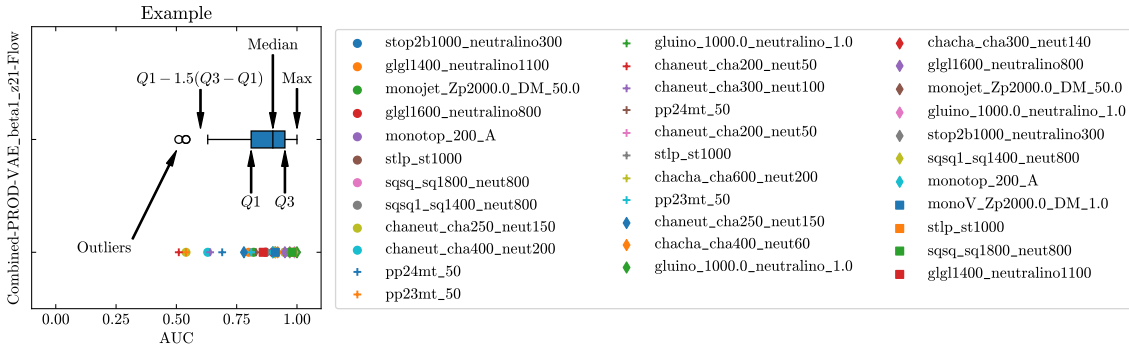 Example
Combined-PROD-VAE_beta1_z21-Flow
Median
Q1 − 1.5(Q3 − Q1)
Max
Q1
Q3
Outliers
0.00
0.25
0.50
0.75
1.00
AUC
stop2b1000_neutralino300
glgl1400_neutralino1100
monojet_Zp2000.0_DM_50.0
glgl1600_neutralino800
monotop_200_A
stlp_st1000
sqsq_sq1800_neut800
sqsq1_sq1400_neut800
chaneut_cha250_neut150
chaneut_cha400_neut200
pp24mt_50
pp23mt_50
gluino_1000.0_neutralino_1.0
chaneut_cha200_neut50
chaneut_cha300_neut100
pp24mt_50
chaneut_cha200_neut50
stlp_st1000
chacha_cha600_neut200
pp23mt_50
chaneut_cha250_neut150
chacha_cha400_neut60
gluino_1000.0_neutralino_1.0
chacha_cha300_neut140
glgl1600_neutralino800
monojet_Zp2000.0_DM_50.0
gluino_1000.0_neutralino_1.0
stop2b1000_neutralino300
sqsq1_sq1400_neut800
monotop_200_A
monoV_Zp2000.0_DM_1.0
stlp_st1000
sqsq_sq1800_neut800
glgl1400_neutralino1100